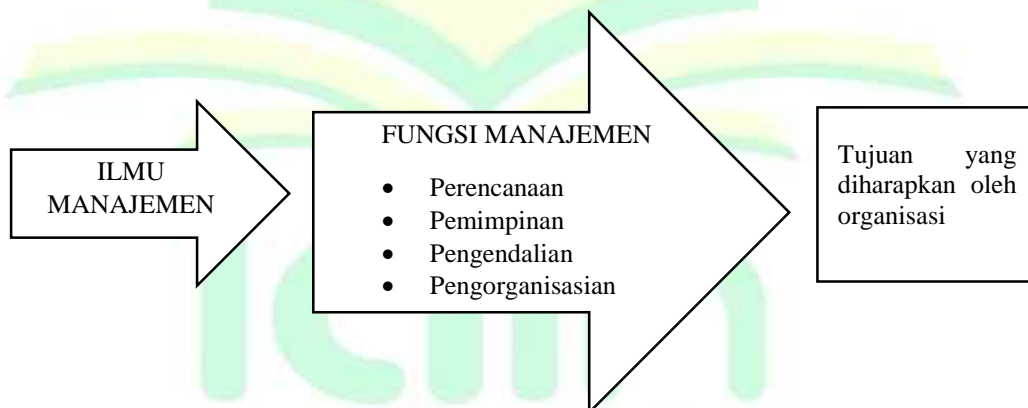 ILMU
MANAJEMEN
FUNGSI MANAJEMEN
• Perencanaan
• Pemimpinan
• Pengendalian
• Pengorganisasian
Tujuan yang
diharapkan oleh
organisasi